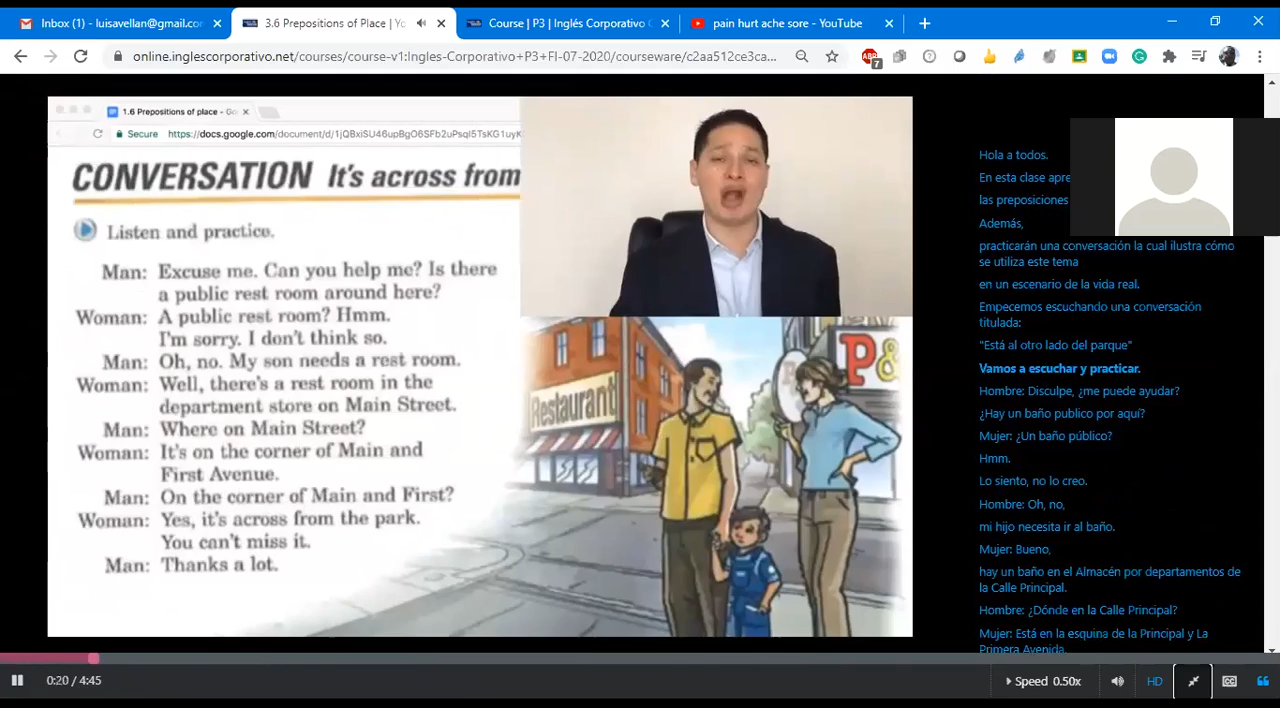 Inbox (1) - luisavellan@gmail.cor
3.6 Prepositions of Place | Yo
Course | P3 | Inglés Corporativo
pain hurt ache sore - YouTube
online.inglescorporativo.net/courses/course-v1:Ingles-Corporativo+P3+FI-07-2020/courseware/c2aa512ce3ca...
ABP
7
1.6 Prepositions of place - Go
Secure https://docs.google.com/document/d/1jQBxiSU46upBgO6SFb2uPsqI5TsKG1uyK
CONVERSATION It's across from
Listen and practice.
Man: Excuse me. Can you help me? Is there
a public rest room around here?
Woman: A public rest room? Hmm.
I'm sorry. I don't think so.
Man: Oh, no. My son needs a rest room.
Woman: Well, there's a rest room in the
department store on Main Street.
Man: Where on Main Street?
Woman: It's on the corner of Main and
First Avenue.
Man: On the corner of Main and First?
Woman: Yes, it's across from the park.
You can't miss it.
Man: Thanks a lot.
Restaurant
P&
Hola a todos.
En esta clase apre
las preposiciones
Además,
practicarán una conversación la cual ilustra cómo
se utiliza este tema
en un escenario de la vida real.
Empecemos escuchando una conversación
titulada:
"Está al otro lado del parque"
Vamos a escuchar y practicar.
Hombre: Disculpe, ¿me puede ayudar?
¿Hay un baño publico por aquí?
Mujer: ¿Un baño público?
Hmm.
Lo siento, no lo creo.
Hombre: Oh, no,
mi hijo necesita ir al baño.
Mujer: Bueno,
hay un baño en el Almacén por departamentos de
la Calle Principal.
Hombre: ¿Dónde en la Calle Principal?
Mujer: Está en la esquina de la Principal y La
Primera Avenida.
0:20 / 4:45
Speed 0.50x
HD